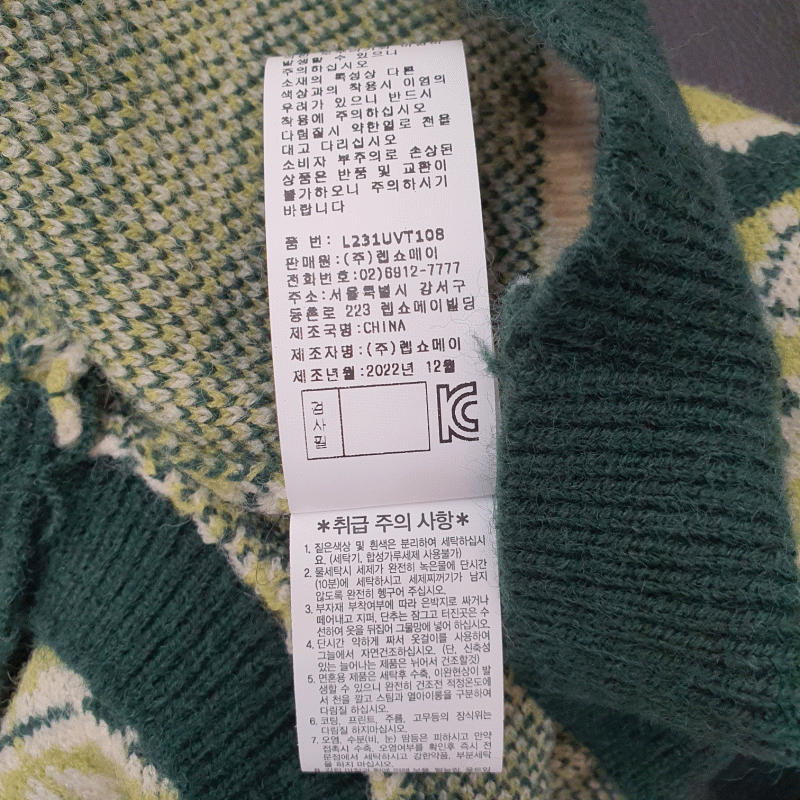 발생할 수 있으니
주의하십시오
소재의 특성상 다른
색상과의 착용시 이염의
우려가 있으니 반드시
착용에 주의하십시오
다림질시 약한열로 천을
대고 다리십시오
소비자 부주의로 손상된
상품은 반품 및 교환이
불가하오니 주의하시기
바랍니다
품 번: L231UVT108
판매원:(주)렙쇼메이
전화번호:02)6912-7777
주소:서울특별시 강서구
등촌로 223 렙쇼메이빌딩
제조국명:CHINA
제조자명:(주)렙쇼메이
제조년월:2022년 12월
검사필
*취급 주의 사항*
1. 짙은색상 및 흰색은 분리하여 세탁하십시
요. (세탁기, 합성가루세제 사용불가)
2. 물세탁시 세제가 완전히 녹은물에 단시간
(10분)에 세탁하시고 세제찌꺼기가 남지
않도록 완전히 헹구어 주십시오.
3. 부자재 부착여부에 따라 은박지로 싸거나
떼어내고 지퍼, 단추는 잠그고 터진곳은 수
선하여 옷을 뒤집어 그물망에 넣어 하십시오.
4. 단시간 약하게 짜서 옷걸이를 사용하여
그늘에서 자연건조하십시오. (단, 신축성
있는 늘어나는 제품은 뉘어서 건조할것)
5. 면혼용 제품은 세탁후 수축, 이완현상이 발
생할 수 있으니 완전히 건조전 적정온도에
서 천을 깔고 스팀과 열아이롱을 구분하여
다림질 하십시오.
6. 코팅, 프린트, 주름, 고무등의 장식위는
다림질 하지마십시오.
7. 오염, 수분(비, 눈) 땀등은 피하시고 만약
접촉시 수축, 오염여부를 확인후 즉시 전
문점에서 세탁하시고 강한약품, 부분세탁
을 하지 마십시오.